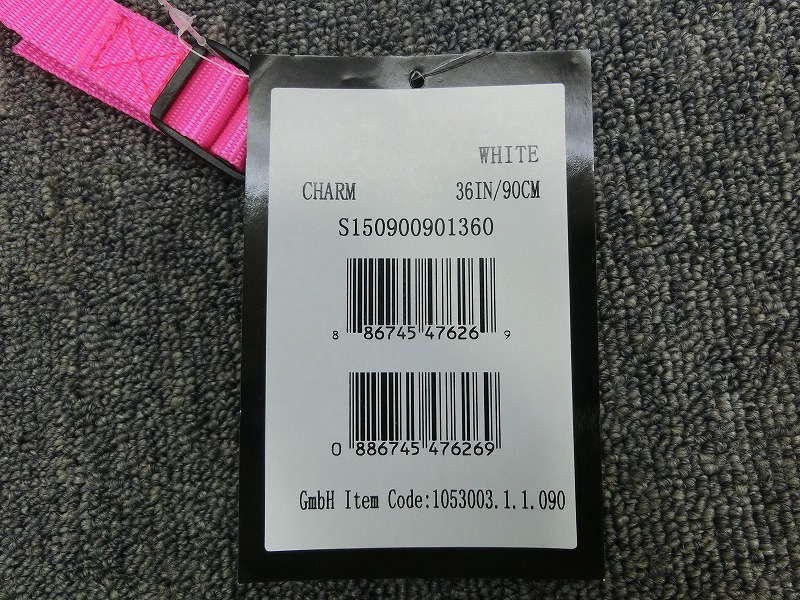 WHITE
CHARM 36IN/90CM
S150900901360
8 86745 47626 9
0 886745 476269
GmbH Item Code:1053003.1.1.090